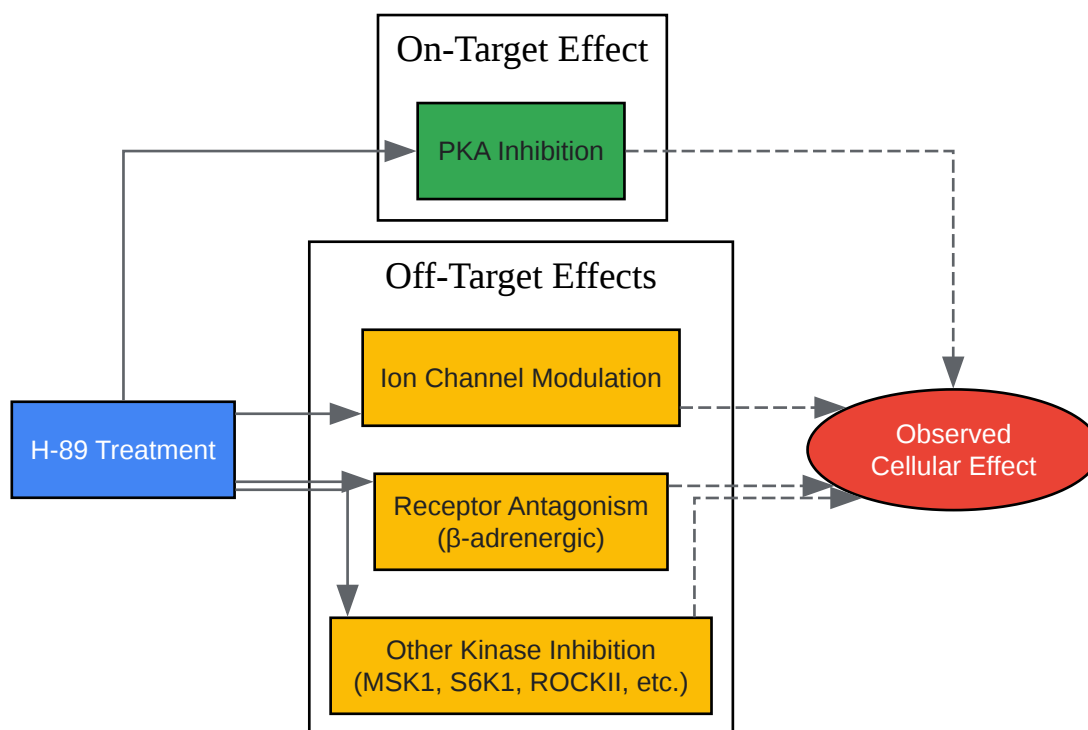 On-Target Effect
PKA Inhibition
Off-Target Effects
Ion Channel Modulation
H-89 Treatment
Observed
Cellular Effect
Receptor Antagonism
(β-adrenergic)
Other Kinase Inhibition
(MSK1, S6K1, ROCKII, etc.)